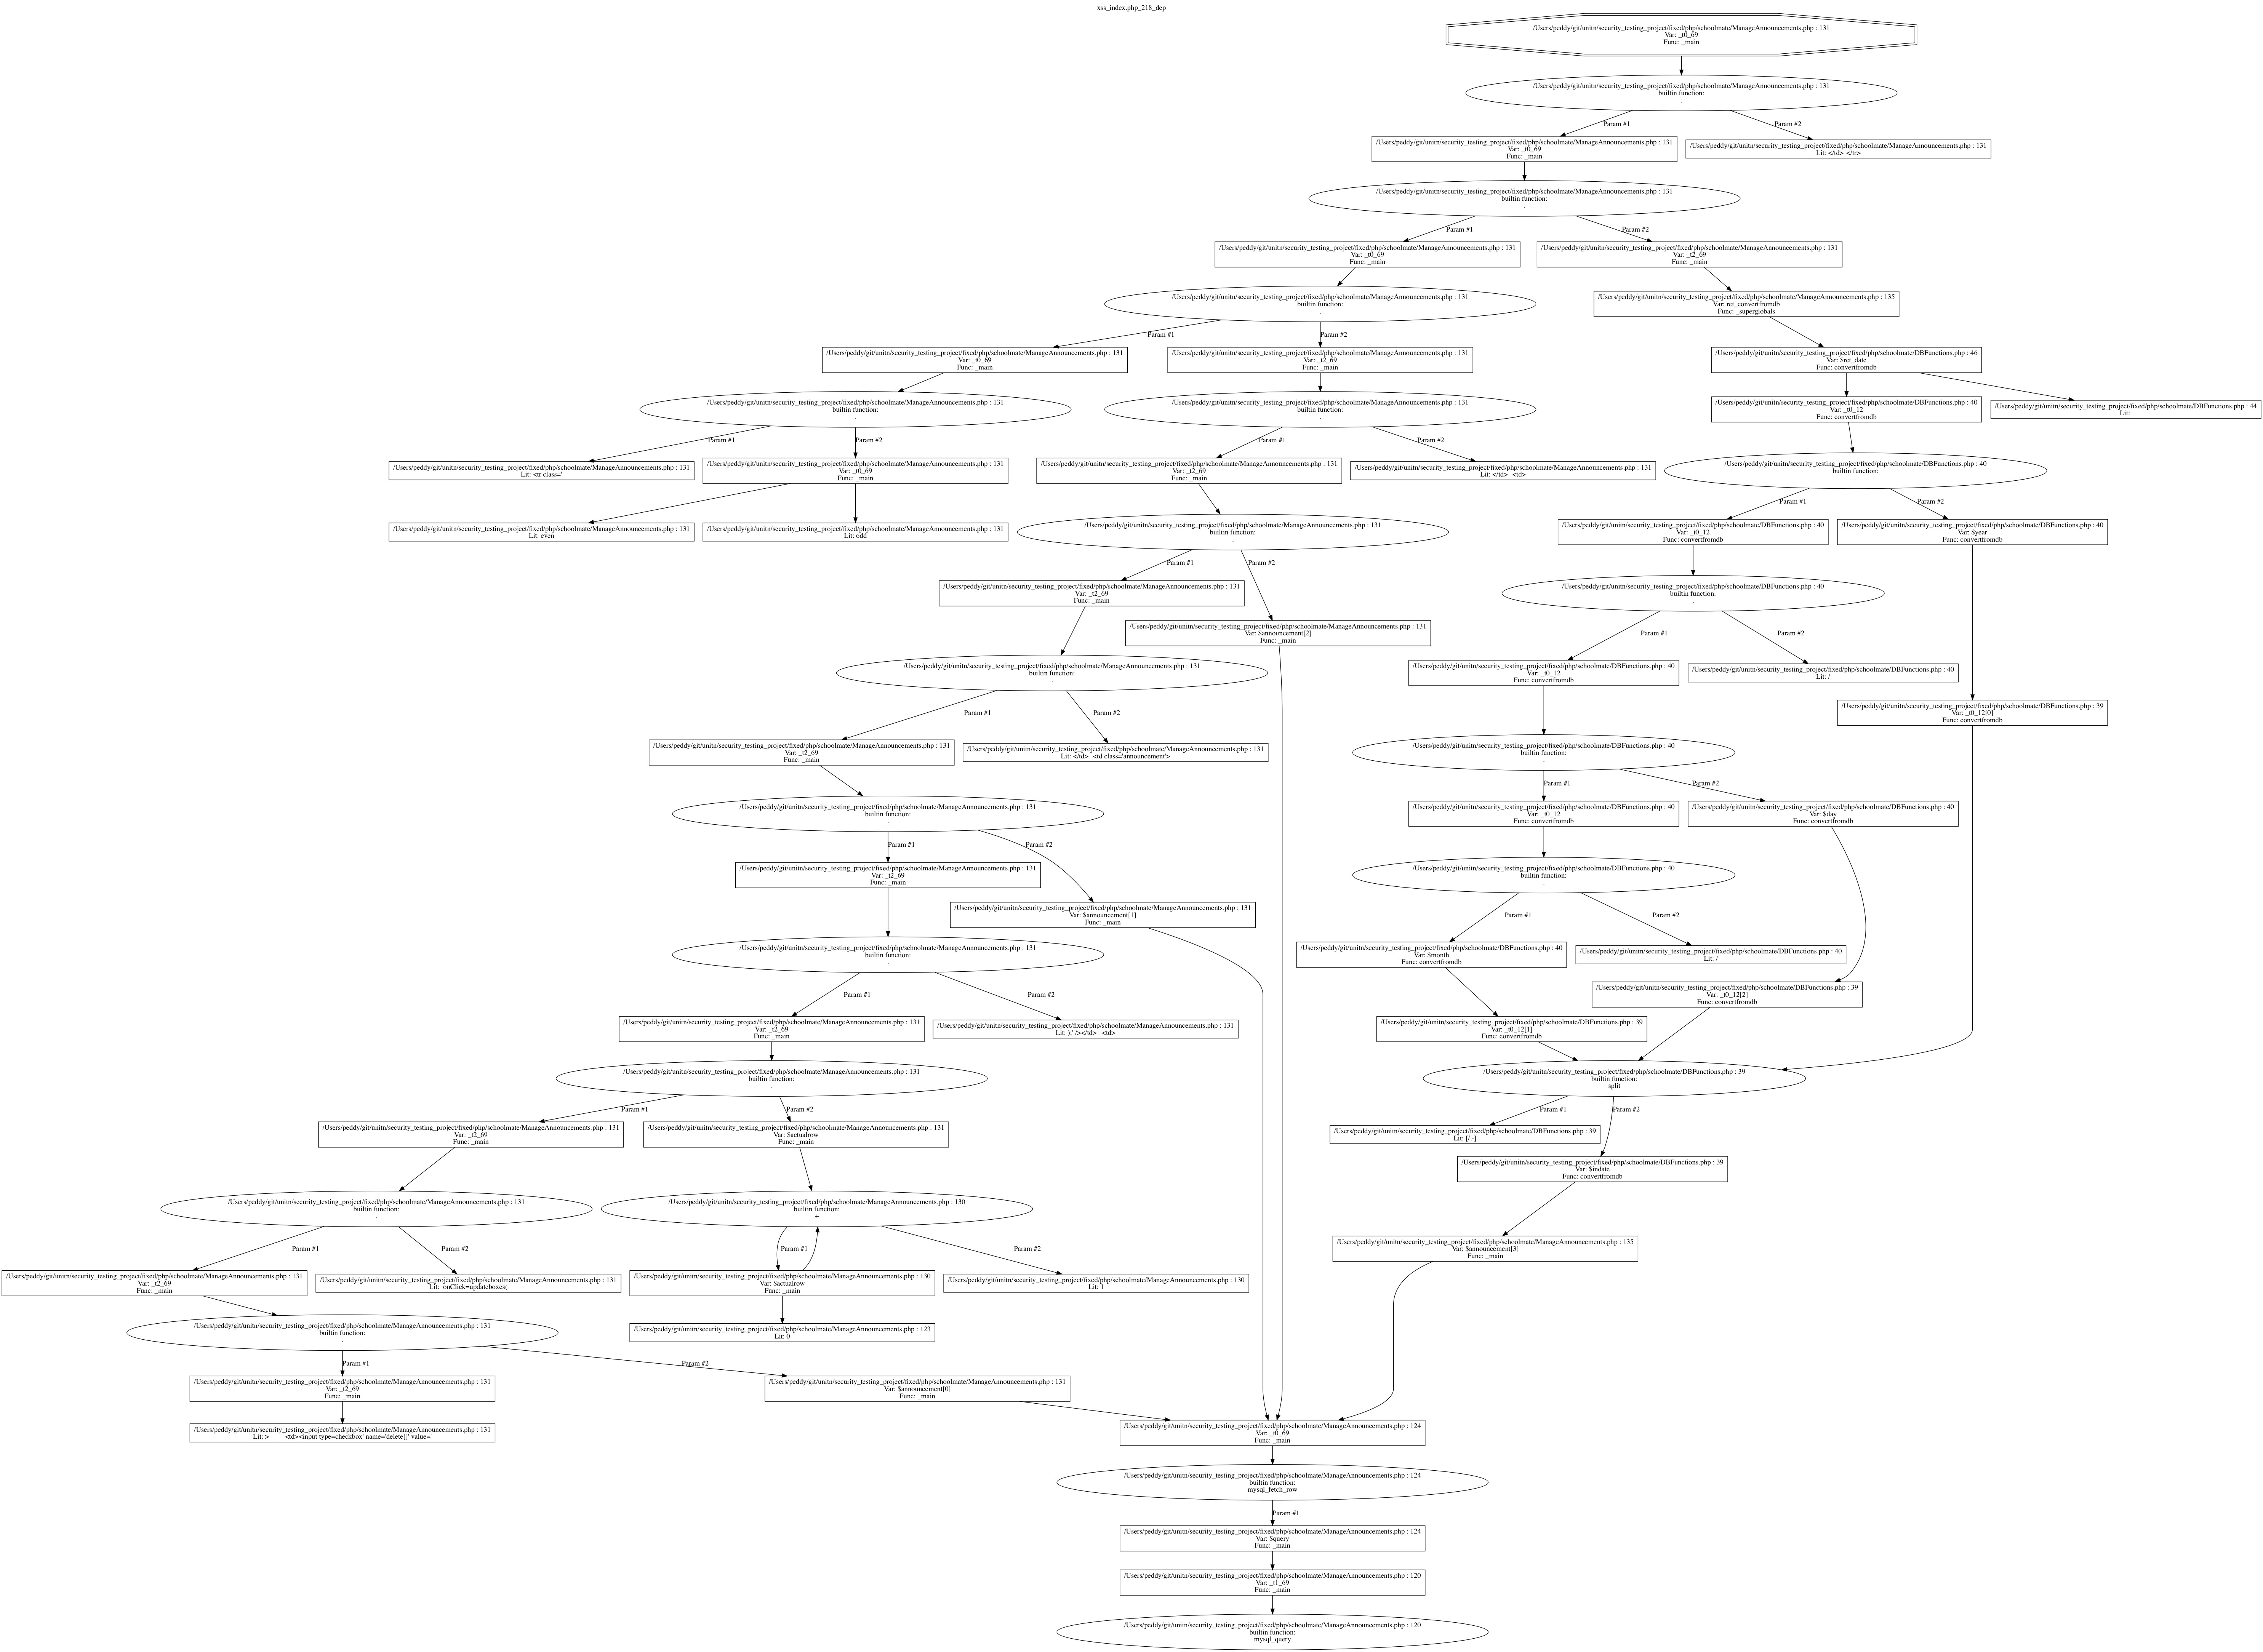 xss_index.php_218_dep
/Users/peddy/git/unitn/security_testing_project/fixed/php/schoolmate/ManageAnnouncements.php : 131
Var: _t0_69
Func: _main
/Users/peddy/git/unitn/security_testing_project/fixed/php/schoolmate/ManageAnnouncements.php : 131
builtin function:
.
Param #1
Param #2
/Users/peddy/git/unitn/security_testing_project/fixed/php/schoolmate/ManageAnnouncements.php : 131
Var: _t0_69
Func: _main
/Users/peddy/git/unitn/security_testing_project/fixed/php/schoolmate/ManageAnnouncements.php : 131
Lit: </td>  </tr>
/Users/peddy/git/unitn/security_testing_project/fixed/php/schoolmate/ManageAnnouncements.php : 131
builtin function:
.
Param #1
Param #2
/Users/peddy/git/unitn/security_testing_project/fixed/php/schoolmate/ManageAnnouncements.php : 131
Var: _t0_69
Func: _main
/Users/peddy/git/unitn/security_testing_project/fixed/php/schoolmate/ManageAnnouncements.php : 131
Var: _t2_69
Func: _main
/Users/peddy/git/unitn/security_testing_project/fixed/php/schoolmate/ManageAnnouncements.php : 131
builtin function:
.
/Users/peddy/git/unitn/security_testing_project/fixed/php/schoolmate/ManageAnnouncements.php : 135
Var: ret_convertfromdb
Func: _superglobals
Param #1
Param #2
/Users/peddy/git/unitn/security_testing_project/fixed/php/schoolmate/ManageAnnouncements.php : 131
Var: _t0_69
Func: _main
/Users/peddy/git/unitn/security_testing_project/fixed/php/schoolmate/ManageAnnouncements.php : 131
Var: _t2_69
Func: _main
/Users/peddy/git/unitn/security_testing_project/fixed/php/schoolmate/DBFunctions.php : 46
Var: $ret_date
Func: convertfromdb
/Users/peddy/git/unitn/security_testing_project/fixed/php/schoolmate/ManageAnnouncements.php : 131
builtin function:
.
/Users/peddy/git/unitn/security_testing_project/fixed/php/schoolmate/ManageAnnouncements.php : 131
builtin function:
.
/Users/peddy/git/unitn/security_testing_project/fixed/php/schoolmate/DBFunctions.php : 40
Var: _t0_12
Func: convertfromdb
/Users/peddy/git/unitn/security_testing_project/fixed/php/schoolmate/DBFunctions.php : 44
Lit:
Param #1
Param #2
Param #1
Param #2
/Users/peddy/git/unitn/security_testing_project/fixed/php/schoolmate/ManageAnnouncements.php : 131
Lit: <tr class='
/Users/peddy/git/unitn/security_testing_project/fixed/php/schoolmate/ManageAnnouncements.php : 131
Var: _t0_69
Func: _main
/Users/peddy/git/unitn/security_testing_project/fixed/php/schoolmate/ManageAnnouncements.php : 131
Var: _t2_69
Func: _main
/Users/peddy/git/unitn/security_testing_project/fixed/php/schoolmate/ManageAnnouncements.php : 131
Lit: </td>   <td>
/Users/peddy/git/unitn/security_testing_project/fixed/php/schoolmate/DBFunctions.php : 40
builtin function:
.
Param #1
Param #2
/Users/peddy/git/unitn/security_testing_project/fixed/php/schoolmate/ManageAnnouncements.php : 131
Lit: even
/Users/peddy/git/unitn/security_testing_project/fixed/php/schoolmate/ManageAnnouncements.php : 131
Lit: odd
/Users/peddy/git/unitn/security_testing_project/fixed/php/schoolmate/ManageAnnouncements.php : 131
builtin function:
.
/Users/peddy/git/unitn/security_testing_project/fixed/php/schoolmate/DBFunctions.php : 40
Var: _t0_12
Func: convertfromdb
/Users/peddy/git/unitn/security_testing_project/fixed/php/schoolmate/DBFunctions.php : 40
Var: $year
Func: convertfromdb
Param #1
Param #2
/Users/peddy/git/unitn/security_testing_project/fixed/php/schoolmate/ManageAnnouncements.php : 131
Var: _t2_69
Func: _main
/Users/peddy/git/unitn/security_testing_project/fixed/php/schoolmate/DBFunctions.php : 40
builtin function:
.
/Users/peddy/git/unitn/security_testing_project/fixed/php/schoolmate/ManageAnnouncements.php : 131
Var: $announcement[2]
Func: _main
Param #1
Param #2
/Users/peddy/git/unitn/security_testing_project/fixed/php/schoolmate/ManageAnnouncements.php : 131
builtin function:
.
/Users/peddy/git/unitn/security_testing_project/fixed/php/schoolmate/DBFunctions.php : 40
Var: _t0_12
Func: convertfromdb
/Users/peddy/git/unitn/security_testing_project/fixed/php/schoolmate/DBFunctions.php : 40
Lit: /
Param #1
Param #2
/Users/peddy/git/unitn/security_testing_project/fixed/php/schoolmate/DBFunctions.php : 39
Var: _t0_12[0]
Func: convertfromdb
/Users/peddy/git/unitn/security_testing_project/fixed/php/schoolmate/ManageAnnouncements.php : 131
Var: _t2_69
Func: _main
/Users/peddy/git/unitn/security_testing_project/fixed/php/schoolmate/ManageAnnouncements.php : 131
Lit: </td>   <td class='announcement'>
/Users/peddy/git/unitn/security_testing_project/fixed/php/schoolmate/DBFunctions.php : 40
builtin function:
.
Param #1
Param #2
/Users/peddy/git/unitn/security_testing_project/fixed/php/schoolmate/ManageAnnouncements.php : 131
builtin function:
.
/Users/peddy/git/unitn/security_testing_project/fixed/php/schoolmate/DBFunctions.php : 40
Var: _t0_12
Func: convertfromdb
/Users/peddy/git/unitn/security_testing_project/fixed/php/schoolmate/DBFunctions.php : 40
Var: $day
Func: convertfromdb
Param #1
Param #2
/Users/peddy/git/unitn/security_testing_project/fixed/php/schoolmate/ManageAnnouncements.php : 131
Var: _t2_69
Func: _main
/Users/peddy/git/unitn/security_testing_project/fixed/php/schoolmate/DBFunctions.php : 40
builtin function:
.
/Users/peddy/git/unitn/security_testing_project/fixed/php/schoolmate/ManageAnnouncements.php : 131
Var: $announcement[1]
Func: _main
Param #1
Param #2
/Users/peddy/git/unitn/security_testing_project/fixed/php/schoolmate/ManageAnnouncements.php : 131
builtin function:
.
/Users/peddy/git/unitn/security_testing_project/fixed/php/schoolmate/DBFunctions.php : 40
Var: $month
Func: convertfromdb
/Users/peddy/git/unitn/security_testing_project/fixed/php/schoolmate/DBFunctions.php : 40
Lit: /
Param #1
Param #2
/Users/peddy/git/unitn/security_testing_project/fixed/php/schoolmate/DBFunctions.php : 39
Var: _t0_12[2]
Func: convertfromdb
/Users/peddy/git/unitn/security_testing_project/fixed/php/schoolmate/ManageAnnouncements.php : 131
Var: _t2_69
Func: _main
/Users/peddy/git/unitn/security_testing_project/fixed/php/schoolmate/ManageAnnouncements.php : 131
Lit: );' /></td>   <td>
/Users/peddy/git/unitn/security_testing_project/fixed/php/schoolmate/DBFunctions.php : 39
Var: _t0_12[1]
Func: convertfromdb
/Users/peddy/git/unitn/security_testing_project/fixed/php/schoolmate/ManageAnnouncements.php : 131
builtin function:
.
/Users/peddy/git/unitn/security_testing_project/fixed/php/schoolmate/DBFunctions.php : 39
builtin function:
split
Param #1
Param #2
Param #1
Param #2
/Users/peddy/git/unitn/security_testing_project/fixed/php/schoolmate/ManageAnnouncements.php : 131
Var: _t2_69
Func: _main
/Users/peddy/git/unitn/security_testing_project/fixed/php/schoolmate/ManageAnnouncements.php : 131
Var: $actualrow
Func: _main
/Users/peddy/git/unitn/security_testing_project/fixed/php/schoolmate/DBFunctions.php : 39
Lit: [/.-]
/Users/peddy/git/unitn/security_testing_project/fixed/php/schoolmate/DBFunctions.php : 39
Var: $indate
Func: convertfromdb
/Users/peddy/git/unitn/security_testing_project/fixed/php/schoolmate/ManageAnnouncements.php : 131
builtin function:
.
/Users/peddy/git/unitn/security_testing_project/fixed/php/schoolmate/ManageAnnouncements.php : 130
builtin function:
+
/Users/peddy/git/unitn/security_testing_project/fixed/php/schoolmate/ManageAnnouncements.php : 135
Var: $announcement[3]
Func: _main
Param #1
Param #2
Param #1
Param #2
/Users/peddy/git/unitn/security_testing_project/fixed/php/schoolmate/ManageAnnouncements.php : 131
Var: _t2_69
Func: _main
/Users/peddy/git/unitn/security_testing_project/fixed/php/schoolmate/ManageAnnouncements.php : 131
Lit:  onClick=updateboxes(
/Users/peddy/git/unitn/security_testing_project/fixed/php/schoolmate/ManageAnnouncements.php : 130
Var: $actualrow
Func: _main
/Users/peddy/git/unitn/security_testing_project/fixed/php/schoolmate/ManageAnnouncements.php : 130
Lit: 1
/Users/peddy/git/unitn/security_testing_project/fixed/php/schoolmate/ManageAnnouncements.php : 131
builtin function:
.
/Users/peddy/git/unitn/security_testing_project/fixed/php/schoolmate/ManageAnnouncements.php : 123
Lit: 0
Param #1
Param #2
/Users/peddy/git/unitn/security_testing_project/fixed/php/schoolmate/ManageAnnouncements.php : 131
Var: _t2_69
Func: _main
/Users/peddy/git/unitn/security_testing_project/fixed/php/schoolmate/ManageAnnouncements.php : 131
Var: $announcement[0]
Func: _main
/Users/peddy/git/unitn/security_testing_project/fixed/php/schoolmate/ManageAnnouncements.php : 131
Lit: >         <td><input type=checkbox' name='delete[]' value='
/Users/peddy/git/unitn/security_testing_project/fixed/php/schoolmate/ManageAnnouncements.php : 124
Var: _t0_69
Func: _main
/Users/peddy/git/unitn/security_testing_project/fixed/php/schoolmate/ManageAnnouncements.php : 124
builtin function:
mysql_fetch_row
Param #1
/Users/peddy/git/unitn/security_testing_project/fixed/php/schoolmate/ManageAnnouncements.php : 124
Var: $query
Func: _main
/Users/peddy/git/unitn/security_testing_project/fixed/php/schoolmate/ManageAnnouncements.php : 120
Var: _t1_69
Func: _main
/Users/peddy/git/unitn/security_testing_project/fixed/php/schoolmate/ManageAnnouncements.php : 120
builtin function:
mysql_query